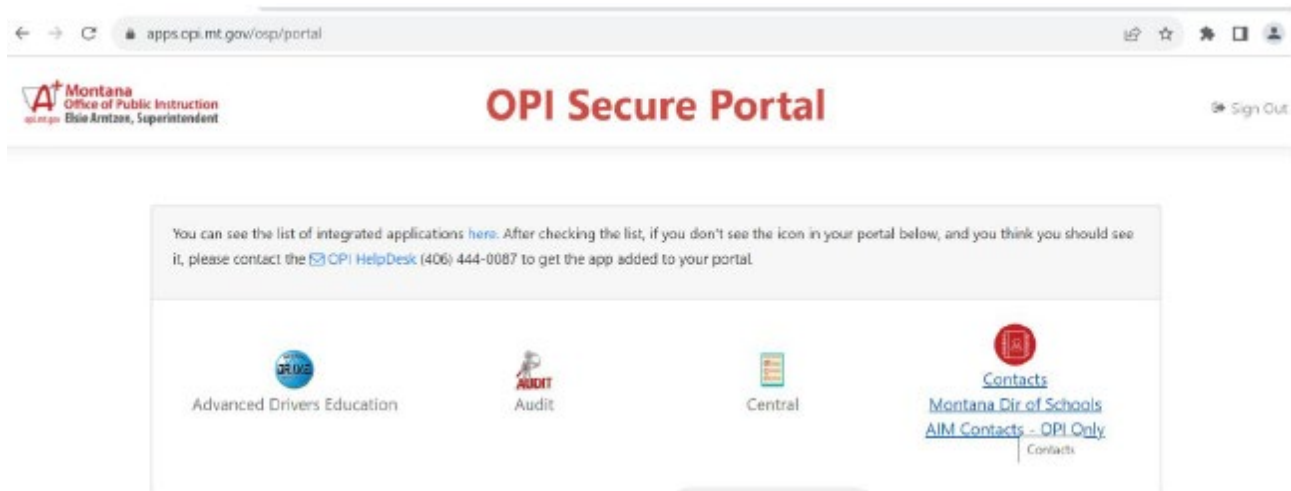 apps.opi.mt.gov/osp/portal
A+ Montana
Office of Public Instruction
opi.mt.gov Elsie Arntzen, Superintendent
OPI Secure Portal
Sign Out
You can see the list of integrated applications here. After checking the list, if you don't see the icon in your portal below, and you think you should see
it, please contact the OPI HelpDesk (406) 444-0087 to get the app added to your portal.
DRIVE
AUDIT
Advanced Drivers Education
Audit
Central
Contacts
Montana Dir of Schools
AIM Contacts - OPI Only
Contacts